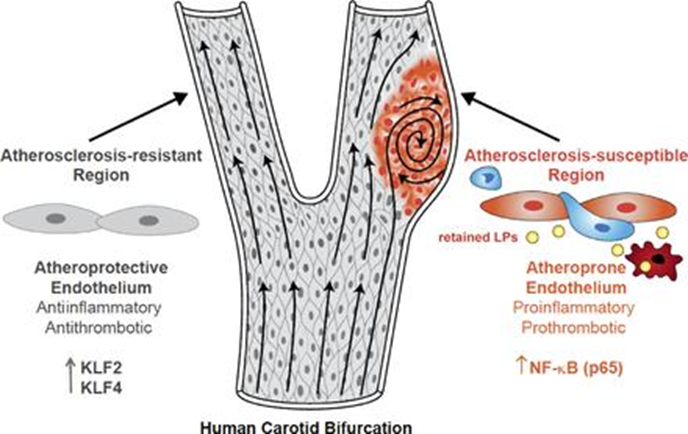 Atherosclerosis-resistant
Region
Atheroprotective
Endothelium
Antiinflammatory
Antithrombotic
↑ KLF2
KLF4
Atherosclerosis-susceptible
Region
retained LPs
Atheroprone
Endothelium
Proinflammatory
Prothrombotic
↑NF-κB (p65)
Human Carotid Bifurcation